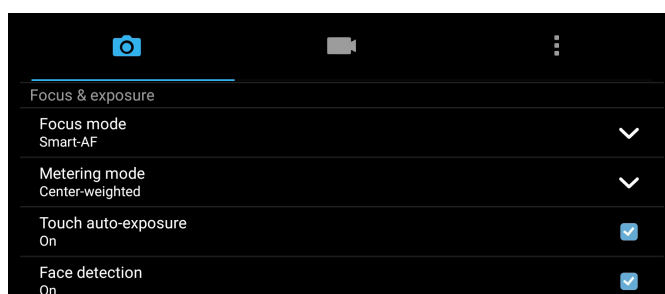 Focus & exposure
Focus mode
Smart-AF
Metering mode
Center-weighted
Touch auto-exposure
On
Face detection
On